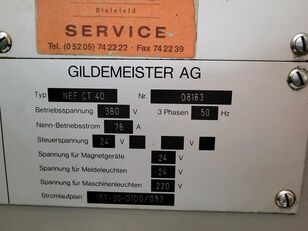 Bielefeld
SERVICE
Tel. (0 52 05) 74 22 22 - Fax 74 22 39
GILDEMEISTER AG
Typ NEF CT 40 Nr. 08163
Betriebsspannung 380 V 3 Phasen 50 Hz
Nenn-Betriebsstrom 76 A
Steuerspannung 24 V V V
Spannung für Magnetgeräte 24 V
Spannung für Meldeleuchten 24 V
Spannung für Maschinenleuchten 220 V
Stromlaufplan 157-30-0100/053